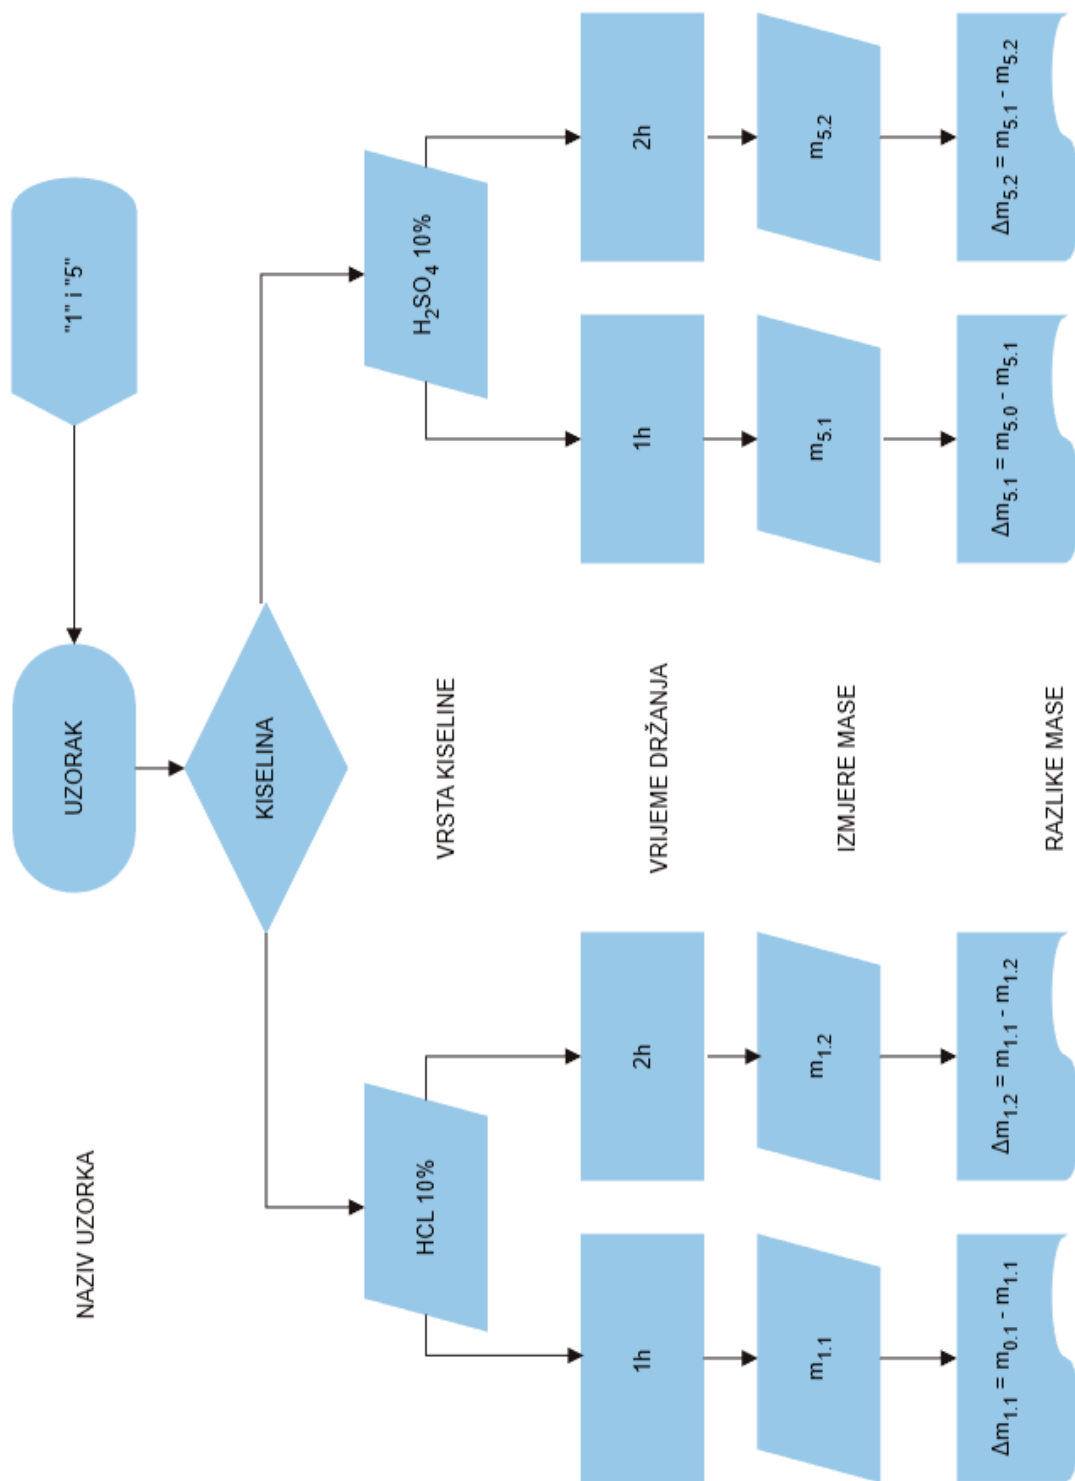 NAZIV UZORKA
UZORAK
"1" i "5"
KISELINA
VRSTA KISELINE
HCL 10%
H₂SO₄ 10%
VRIJEME DRŽANJA
1h
2h
1h
2h
IZMJERE MASE
m₁.₁
m₁.₂
m₅.₁
m₅.₂
RAZLIKE MASE
Δm₁.₁ = m₀.₁ - m₁.₁
Δm₁.₂ = m₁.₁ - m₁.₂
Δm₅.₁ = m₅.₀ - m₅.₁
Δm₅.₂ = m₅.₁ - m₅.₂